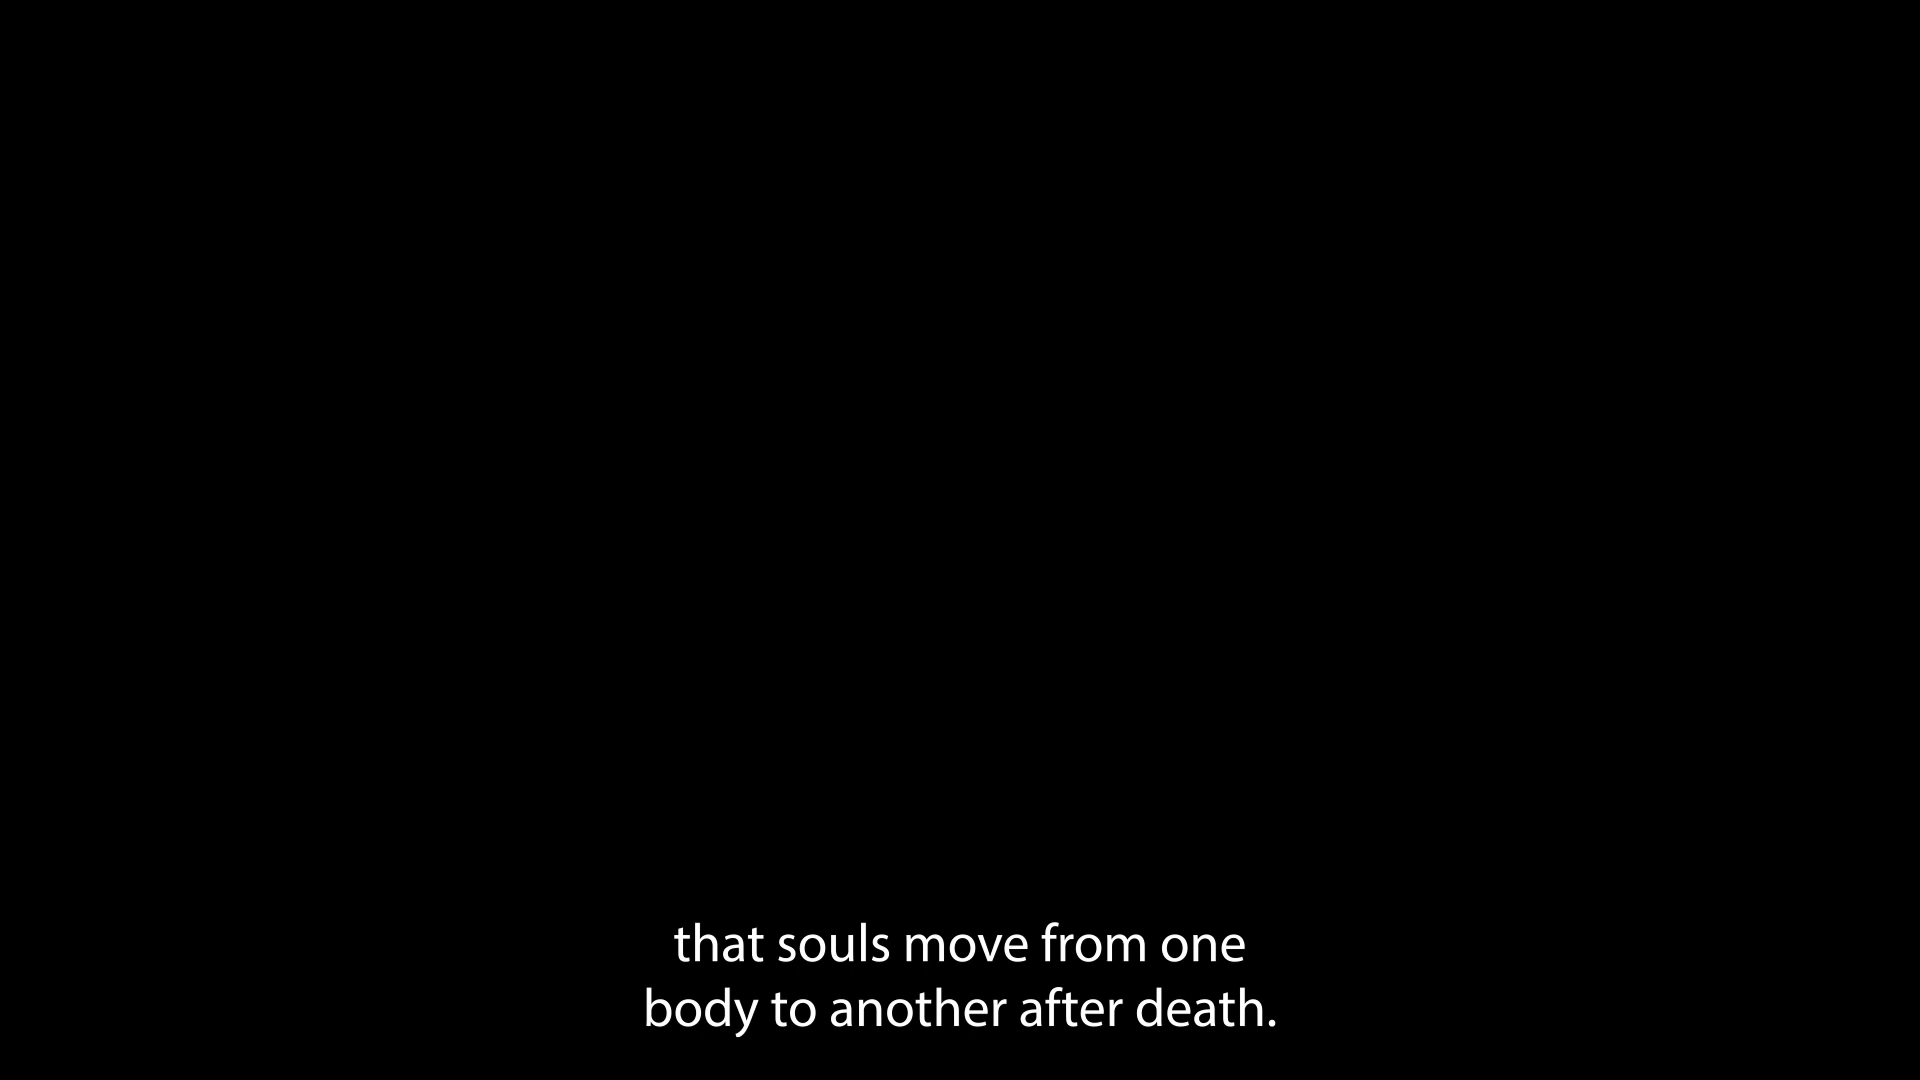 that souls move from one
body to another after death.